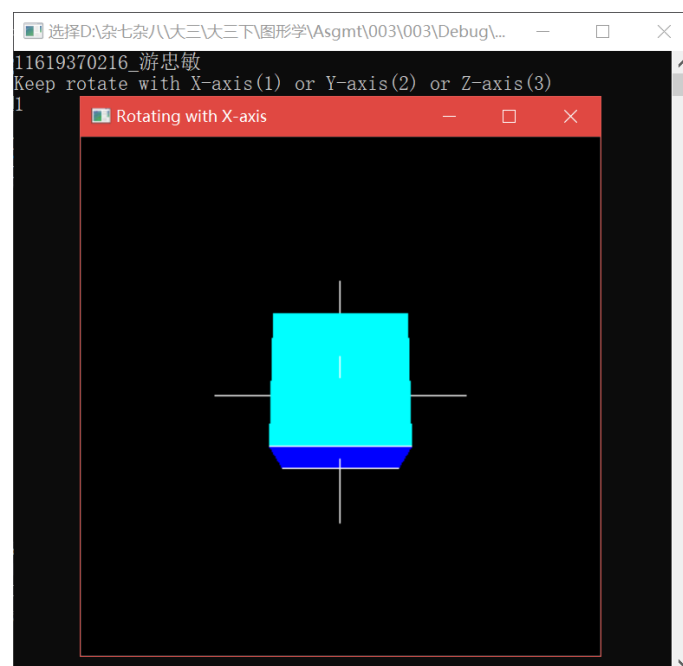 选择D:\杂七杂八\大三\大三下\图形学\Asgmt\003\003\Debug\...
11619370216_游忠敏
Keep rotate with X-axis(1) or Y-axis(2) or Z-axis(3)
1
Rotating with X-axis